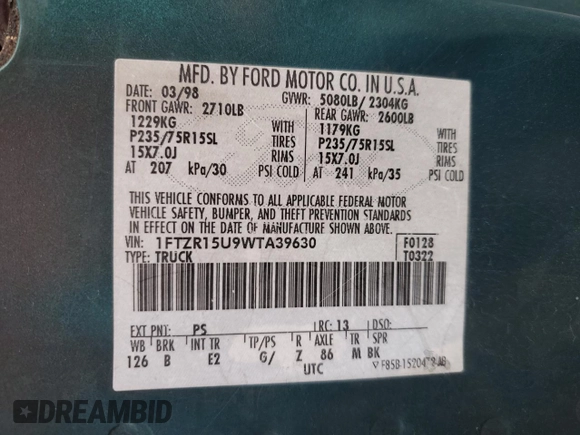 MFD. BY FORD MOTOR CO. IN U.S.A.
DATE: 03/98 GVWR: 5080LB/ 2304KG
FRONT GAWR: 2710LB REAR GAWR: 2600LB
1229KG WITH 1179KG WITH
P235/75R15SL TIRES P235/75R15SL TIRES
15X7.0J RIMS 15X7.0J RIMS
AT 207 kPa/30 PSI COLD AT 241 kPa/35 PSI COLD
THIS VEHICLE CONFORMS TO ALL APPLICABLE FEDERAL MOTOR
VEHICLE SAFETY, BUMPER, AND THEFT PREVENTION STANDARDS
IN EFFECT ON THE DATE OF MANUFACTURE SHOWN ABOVE.
VIN: 1FTZR15U9WTA39630 F0128
TYPE: TRUCK T0322
EXT PNT: PS RC: 13 DSO:
WB BRK INT TR TP/PS R AXLE TR SPR
126 B E2 G/ Z 86 M BK
UTC
DREAMBID